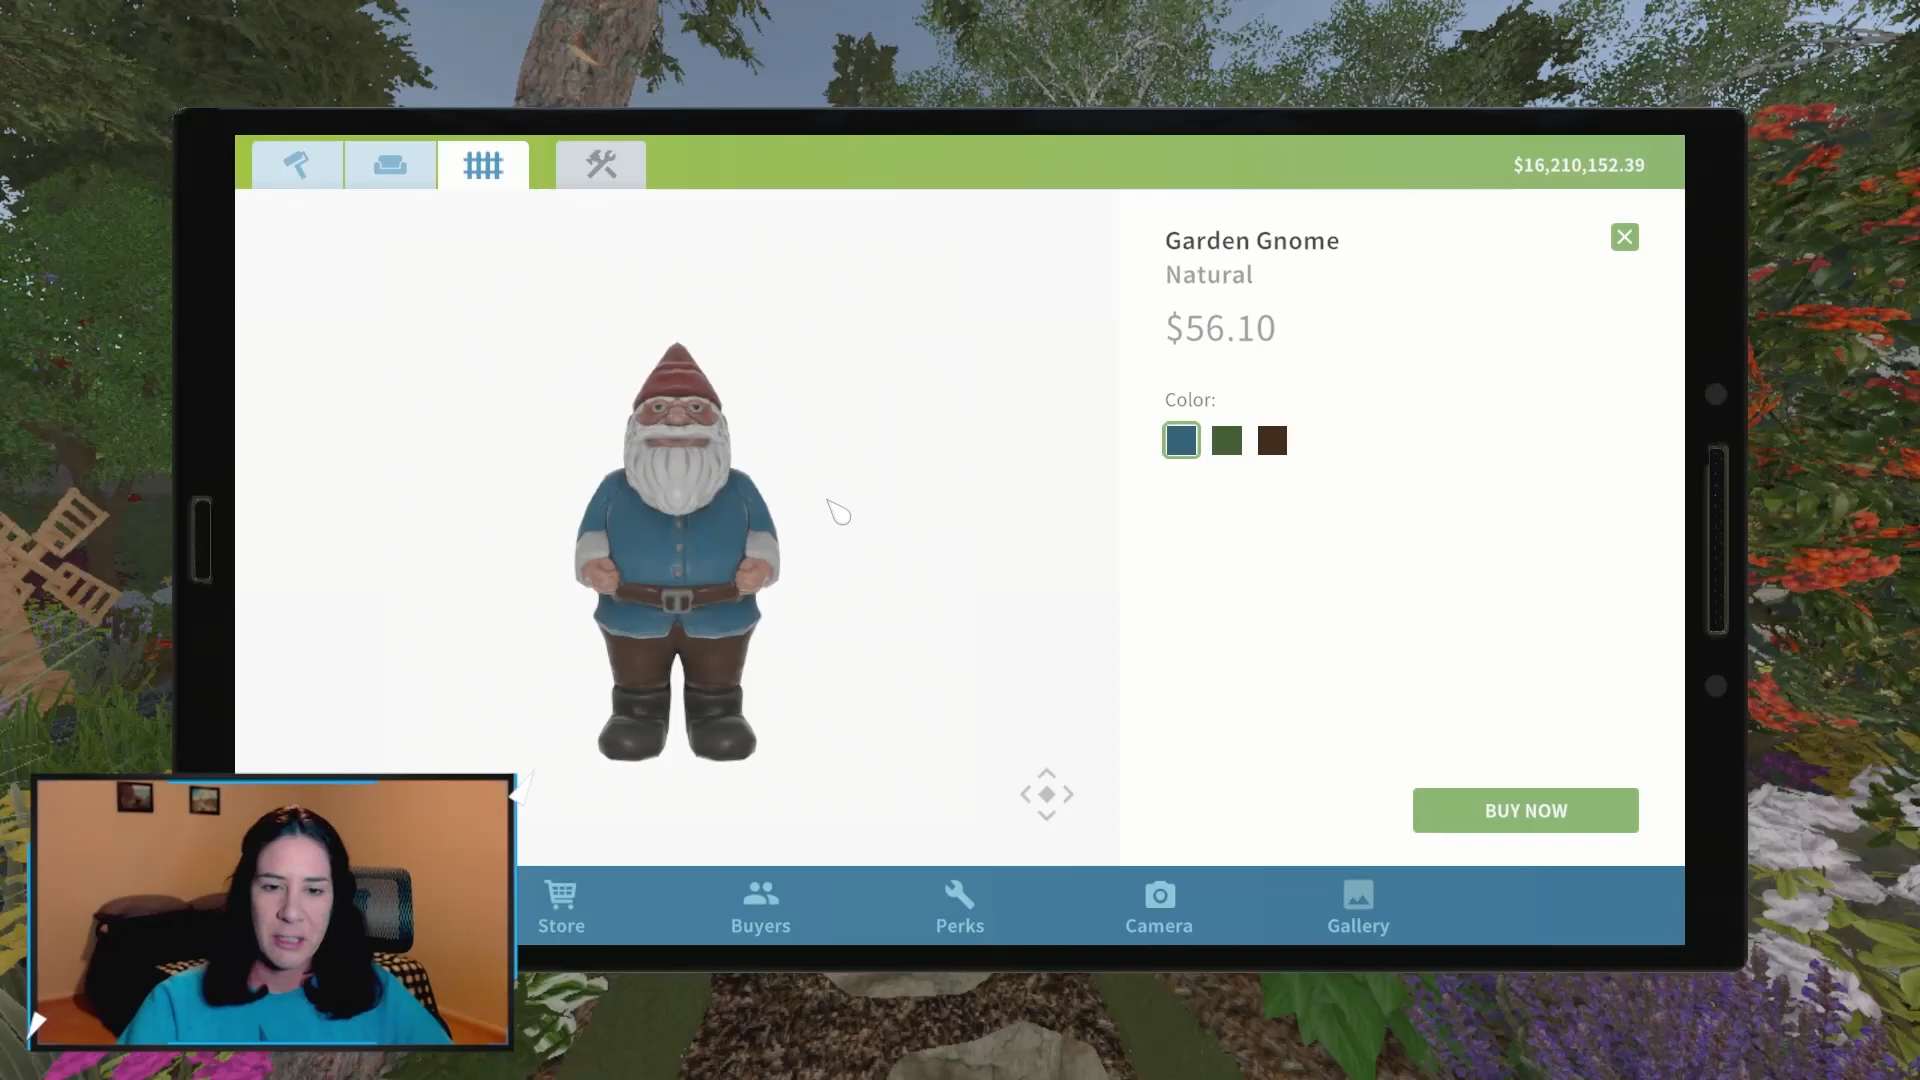 $16,210,152.39
Garden Gnome
Natural
$56.10
Color:
BUY NOW
Store
Buyers
Perks
Camera
Gallery